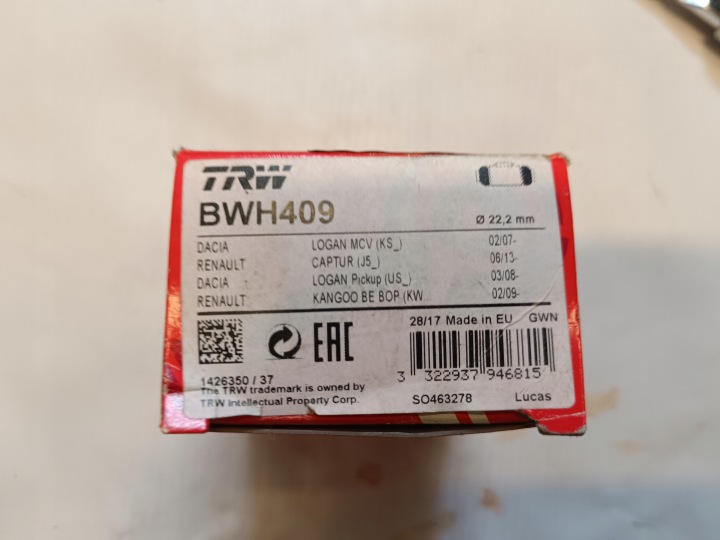 TRW
BWH409
Ø 22,2 mm
DACIA LOGAN MCV (KS_) 02/07-
RENAULT CAPTUR (J5_) 06/13-
DACIA LOGAN Pickup (US_) 03/08-
RENAULT KANGOO BE BOP (KW 02/09-
28/17 Made in EU GWN
EAC
1426350 / 37
The TRW trademark is owned by
TRW Intellectual Property Corp.
3 322937 946815
SO463278 Lucas